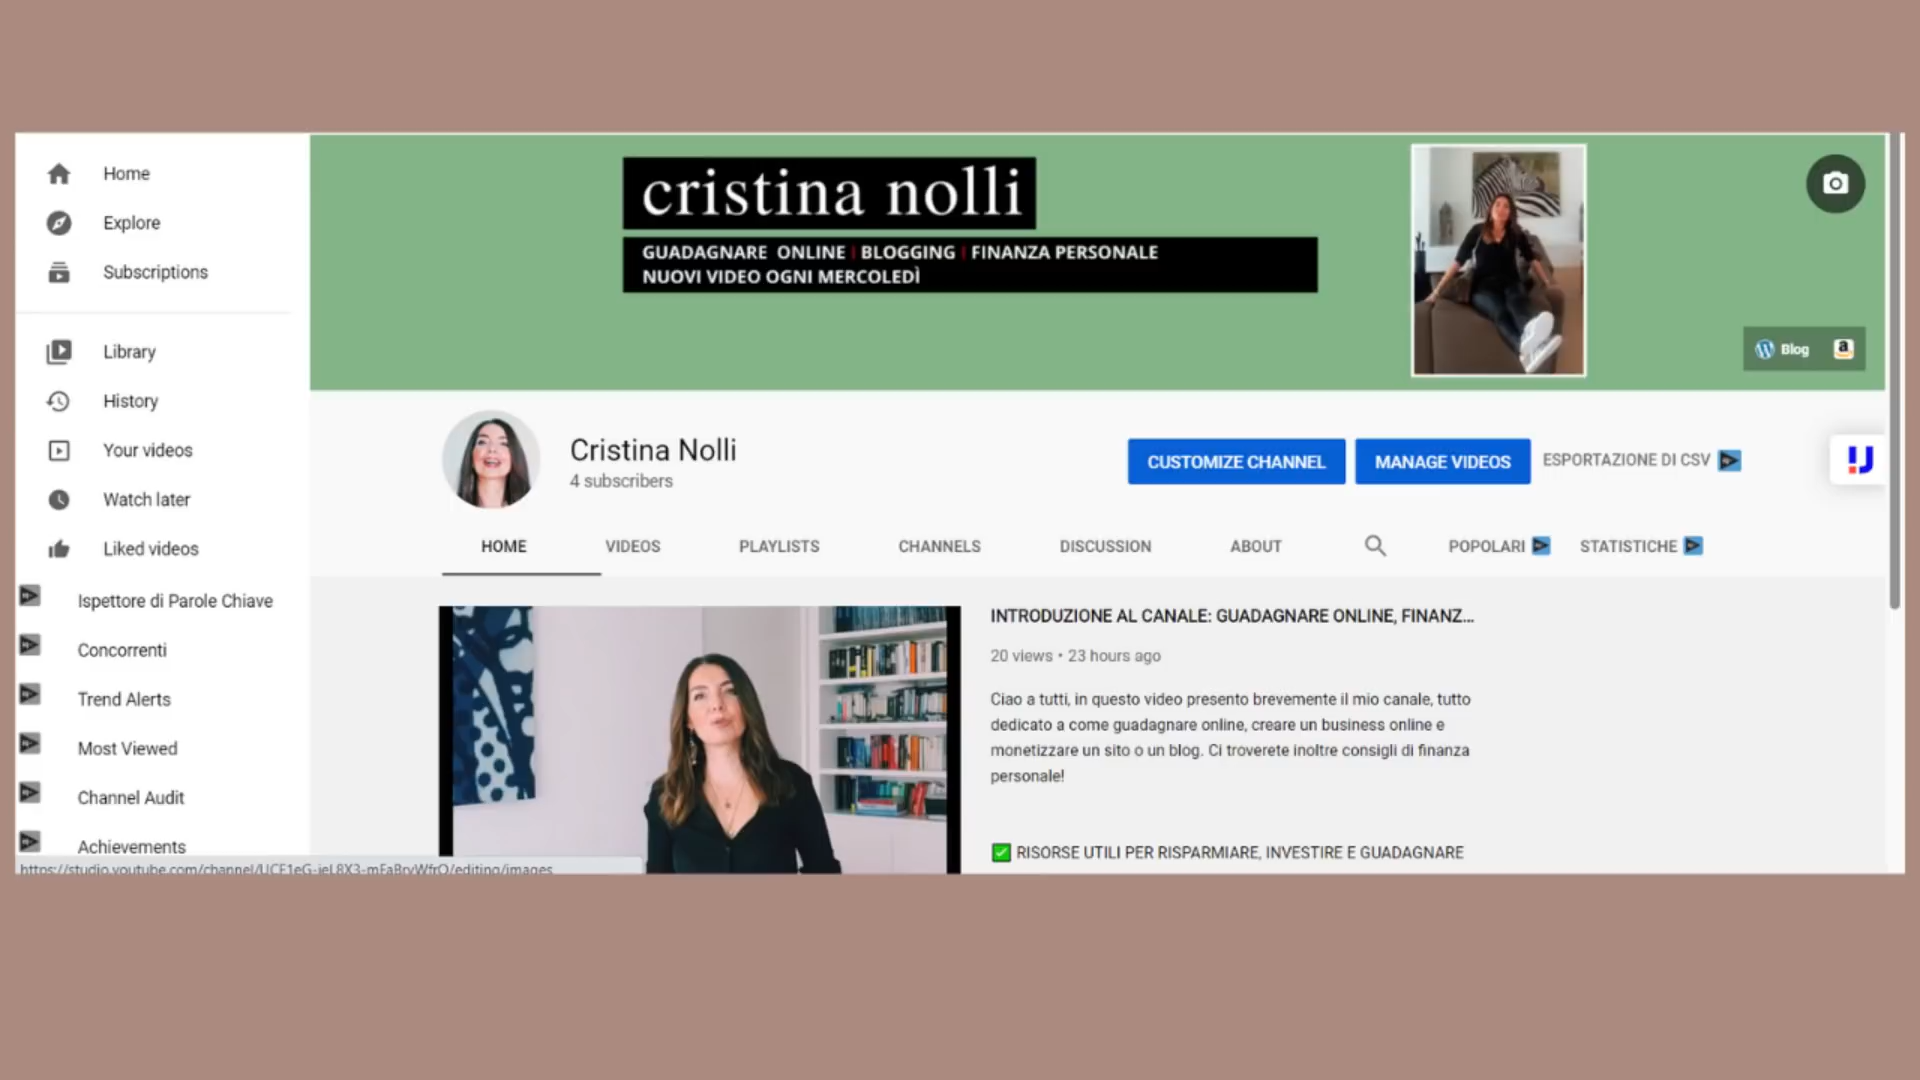 Home
Explore
Subscriptions
Library
History
Your videos
Watch later
Liked videos
Ispettore di Parole Chiave
Concorrenti
Trend Alerts
Most Viewed
Channel Audit
Achievements
cristina nolli
GUADAGNARE ONLINE | BLOGGING | FINANZA PERSONALE
NUOVI VIDEO OGNI MERCOLEDÌ
Blog
Cristina Nolli
4 subscribers
CUSTOMIZE CHANNEL
MANAGE VIDEOS
ESPORTAZIONE DI CSV
HOME
VIDEOS
PLAYLISTS
CHANNELS
DISCUSSION
ABOUT
POPOLARI
STATISTICHE
INTRODUZIONE AL CANALE: GUADAGNARE ONLINE, FINANZ...
20 views • 23 hours ago
Ciao a tutti, in questo video presento brevemente il mio canale, tutto
dedicato a come guadagnare online, creare un business online e
monetizzare un sito o un blog. Ci troverete inoltre consigli di finanza
personale!
✅ RISORSE UTILI PER RISPARMIARE, INVESTIRE E GUADAGNARE